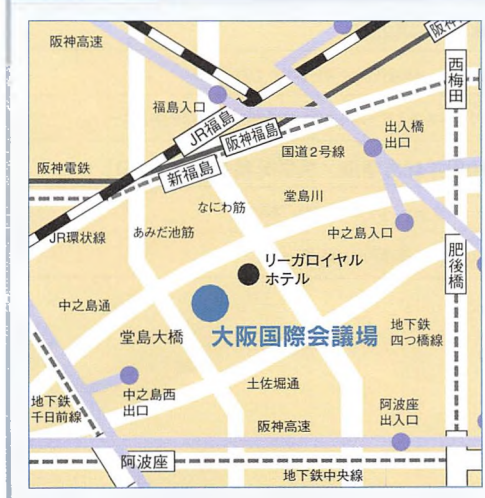 阪神高速
阪神
西梅田
福島入口
JR福島
阪神福島
出入橋
出口
国道2号線
阪神電鉄
新福島
なにわ筋
堂島川
JR環状線
あみだ池筋
中之島入口
リーガロイヤル
ホテル
肥後橋
中之島通
堂島大橋
大阪国際会議場
地下鉄
四つ橋線
土佐堀通
中之島西
出口
地下鉄
千日前線
阿波座
出入口
阪神高速
阿波座
地下鉄中央線